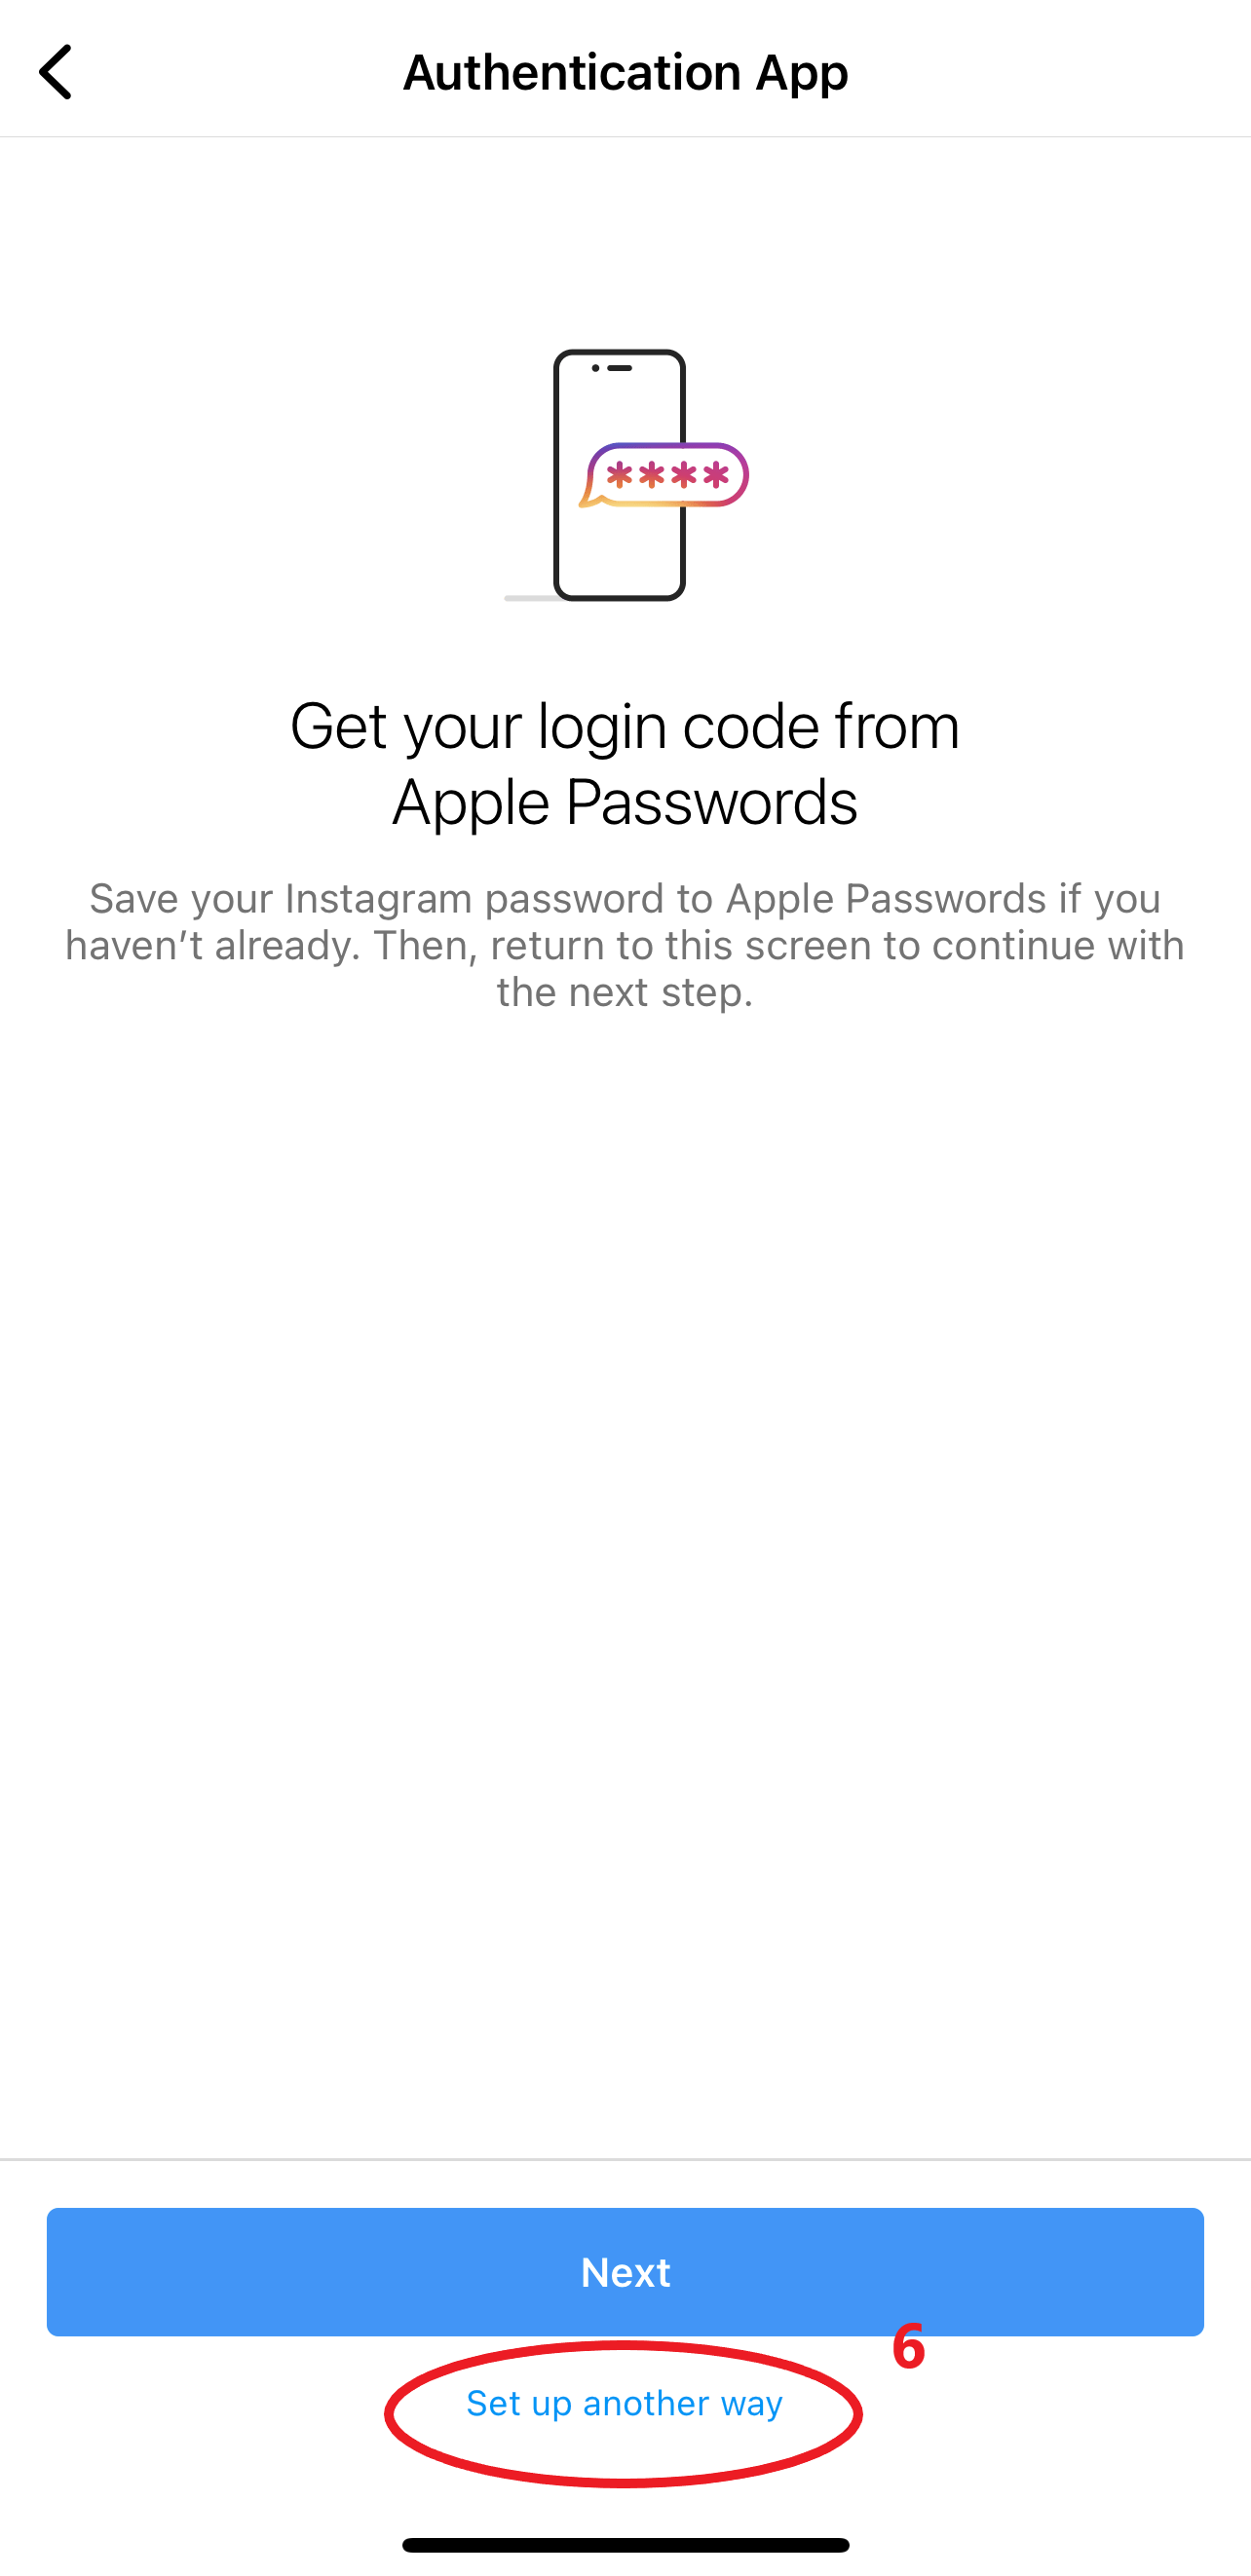 Authentication App
****
Get your login code from
Apple Passwords
Save your Instagram password to Apple Passwords if you
haven’t already. Then, return to this screen to continue with
the next step.
Next
6
Set up another way